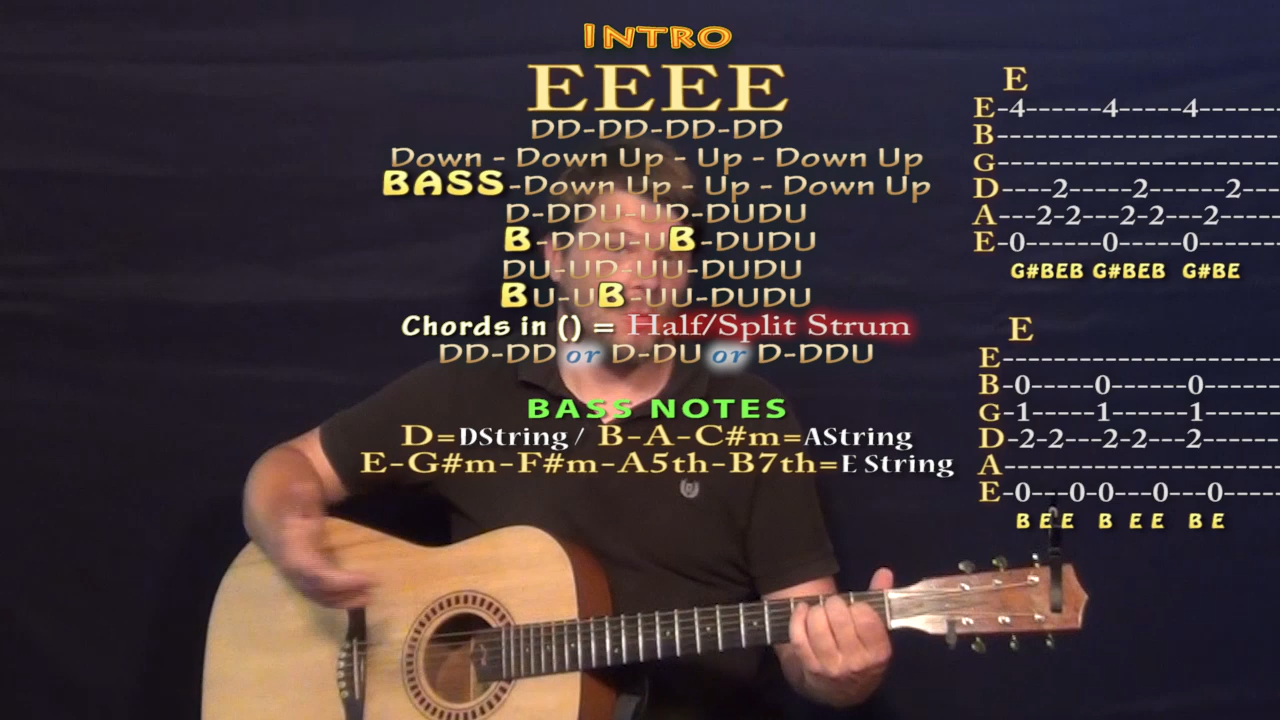 INTRO
EEEE
DD-DD-DD-DD
DOWN - DOWN UP - UP - DOWN UP
BASS-DOWN UP - UP - DOWN UP
D-DDU-UD-DUDU
B-DDU-UB-DUDU
DU-UD-UU-DUDU
BU-UB-UU-DUDU
Chords in () = Half/Split Strum
DD-DD or D-DU or D-DDU
BASS NOTES
D=DString / B-A-C#m=AString
E-G#m-F#m-A5th-B7th=E String
E
E-4------4-----4-------
B----------------------
G----------------------
D----2-----2------2---
A---2-2---2-2---2-----
E-0------0-----0-------
G#BEB G#BEB G#BE
E
E----------------------
B-0-----0------0------
G-1-----1------1------
D-2-2---2-2---2------
A----------------------
E-0---0-0---0---0-----
B EE B E E B E